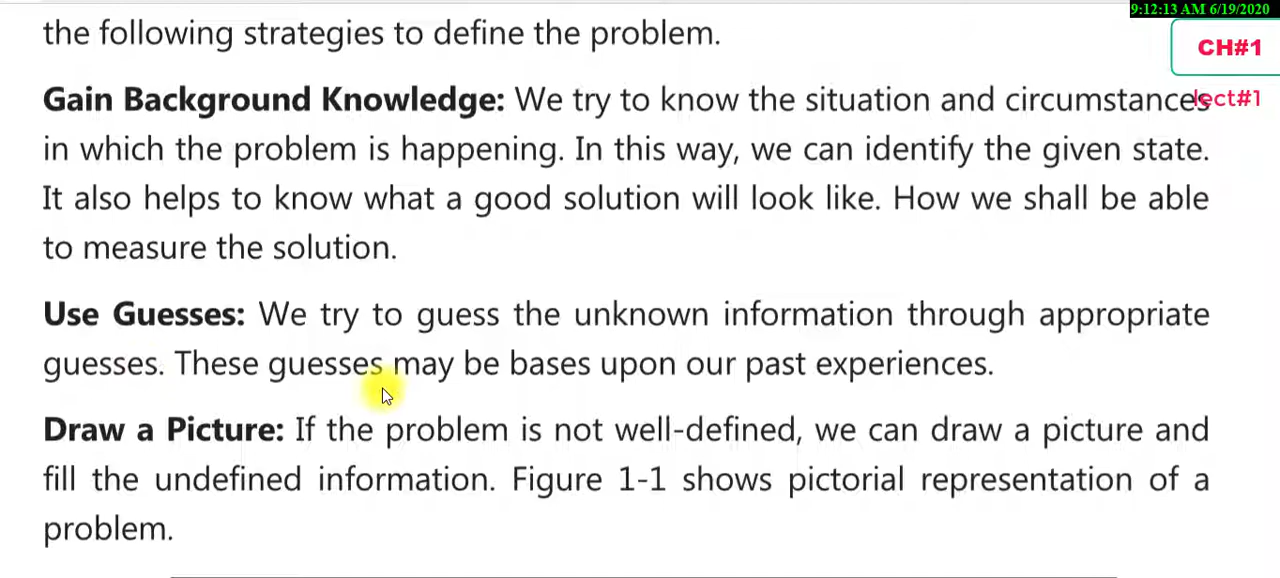 9:12:13 AM 6/19/2020
the following strategies to define the problem.
CH#1
Gain Background Knowledge: We try to know the situation and circumstances
lect#1
in which the problem is happening. In this way, we can identify the given state.
It also helps to know what a good solution will look like. How we shall be able
to measure the solution.
Use Guesses: We try to guess the unknown information through appropriate
guesses. These guesses may be bases upon our past experiences.
Draw a Picture: If the problem is not well-defined, we can draw a picture and
fill the undefined information. Figure 1-1 shows pictorial representation of a
problem.